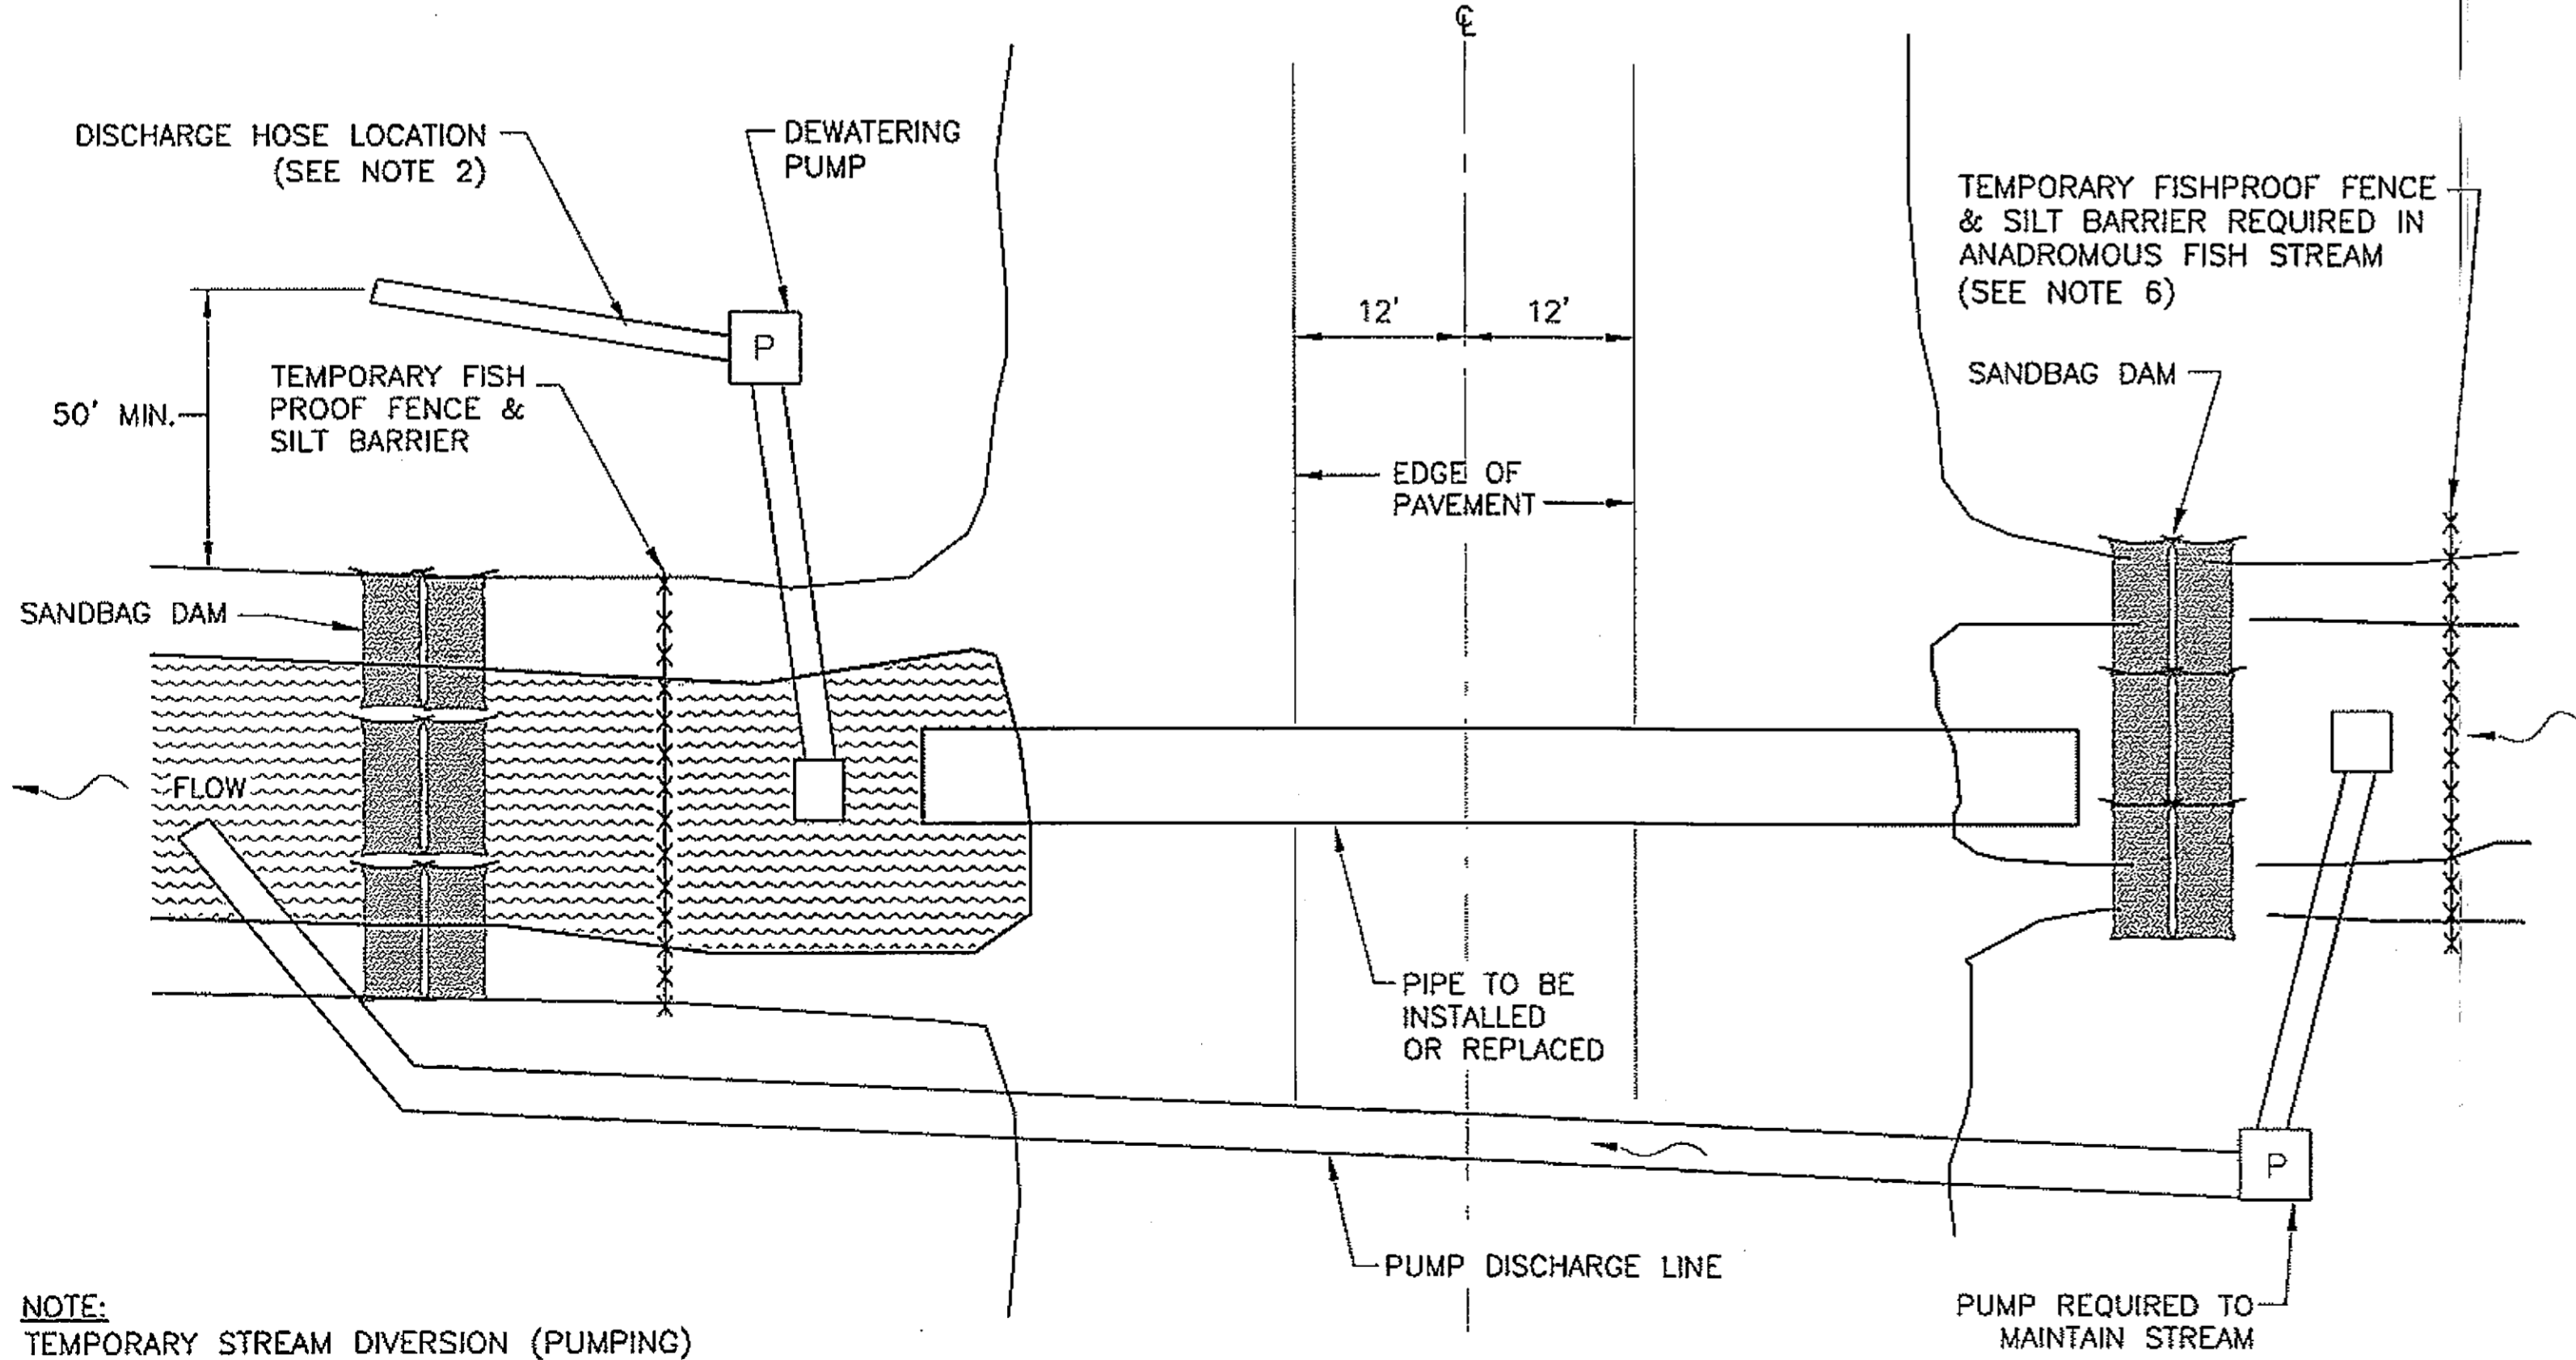 ℄
DISCHARGE HOSE LOCATION
(SEE NOTE 2)
DEWATERING
PUMP
TEMPORARY FISHPROOF FENCE
& SILT BARRIER REQUIRED IN
ANADROMOUS FISH STREAM
(SEE NOTE 6)
12'
12'
P
TEMPORARY FISH
PROOF FENCE &
SILT BARRIER
50' MIN.
SANDBAG DAM
EDGE OF
PAVEMENT
SANDBAG DAM
FLOW
PIPE TO BE
INSTALLED
OR REPLACED
P
PUMP DISCHARGE LINE
PUMP REQUIRED TO
MAINTAIN STREAM
NOTE:
TEMPORARY STREAM DIVERSION (PUMPING)